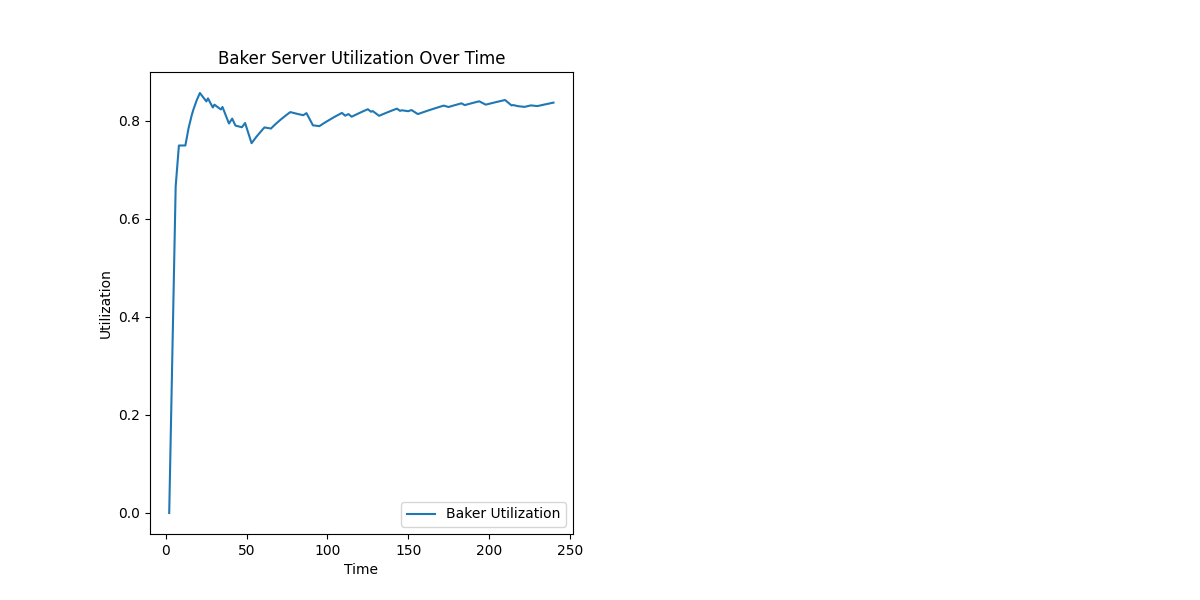 Baker Server Utilization Over Time
0.8
0.6
0.4
0.2
0.0
Utilization
Baker Utilization
0 50 100 150 200 250
Time